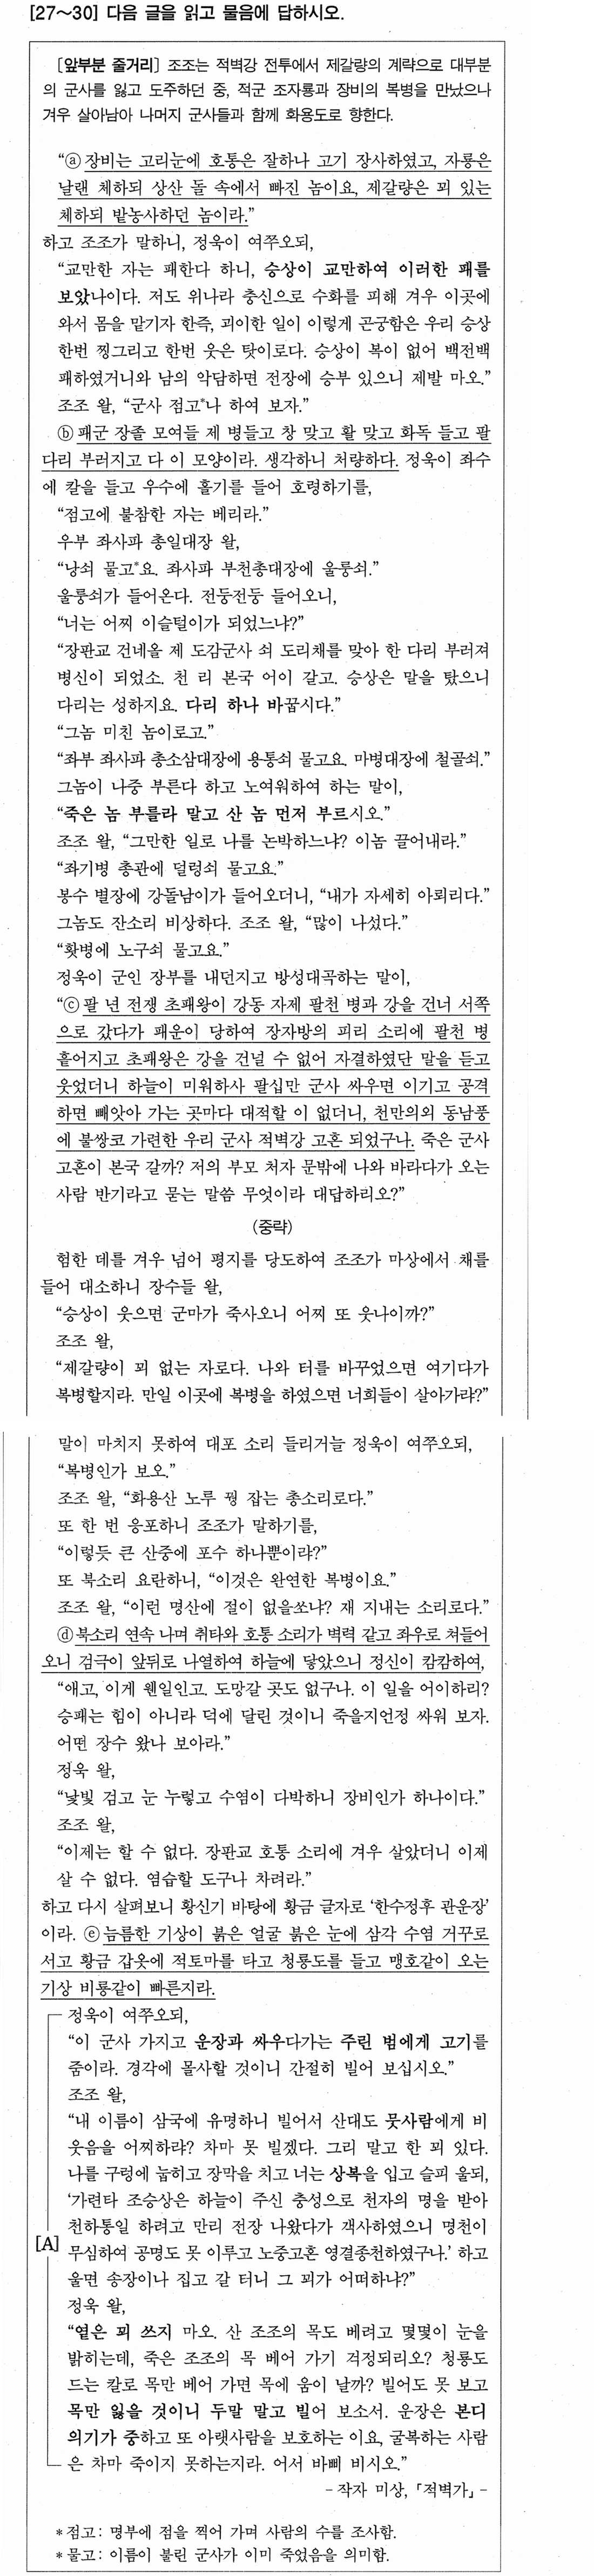 [27～30] 다음 글을 읽고 물음에 답하시오.
[앞부분 줄거리] 조조는 적벽강 전투에서 제갈량의 계략으로 대부분
의 군사를 잃고 도주하던 중, 적군 조자룡과 장비의 복병을 만났으나
겨우 살아남아 나머지 군사들과 함께 화용도로 향한다.
“ⓐ장비는 고리눈에 호통은 잘하나 고기 장사하였고, 자룡은
날랜 체하되 상산 돌 속에서 빠진 놈이요, 제갈량은 꾀 있는
체하되 밭농사하던 놈이라.”
하고 조조가 말하니, 정욱이 여쭈오되,
“교만한 자는 패한다 하니, 승상이 교만하여 이러한 패를
보았나이다. 저도 위나라 충신으로 수화를 피해 겨우 이곳에
와서 몸을 맡기자 한즉, 괴이한 일이 이렇게 곤궁함은 우리 승상
한번 찡그리고 한번 웃은 탓이로다. 승상이 복이 없어 백전백
패하였거니와 남의 악담하면 전장에 승부 있으니 제발 마오.”
조조 왈, “군사 점고*나 하여 보자.”
ⓑ패군 장졸 모여들 제 병들고 창 맞고 활 맞고 화독 들고 팔
다리 부러지고 다 이 모양이라. 생각하니 처량하다. 정욱이 좌수
에 칼을 들고 우수에 홀기를 들어 호령하기를,
“점고에 불참한 자는 베리라.”
우부 좌사파 총일대장 왈,
“낭쇠 물고*요. 좌사파 부천총대장에 울룽쇠.”
울룽쇠가 들어온다. 전둥전둥 들어오니,
“너는 어찌 이슬털이가 되었느냐?”
“장판교 건네올 제 도감군사 쇠 도리채를 맞아 한 다리 부러져
병신이 되었소. 천 리 본국 어이 갈고. 승상은 말을 탔으니
다리는 성하지요. 다리 하나 바꿉시다.”
“그놈 미친 놈이로고.”
“좌부 좌사파 총소삼대장에 용통쇠 물고요. 마병대장에 철골쇠.”
그놈이 나중 부른다 하고 노여워하여 하는 말이,
“죽은 놈 부를라 말고 산 놈 먼저 부르시오.”
조조 왈, “그만한 일로 나를 논박하느냐? 이놈 끌어내라.”
“좌기병 총관에 덜렁쇠 물고요.”
봉수 별장에 강돌남이가 들어오더니, “내가 자세히 아뢰리다.”
그놈도 잔소리 비상하다. 조조 왈, “많이 나섰다.”
“홧병에 노구쇠 물고요.”
정욱이 군인 장부를 내던지고 방성대곡하는 말이,
“ⓒ팔 년 전쟁 초패왕이 강동 자제 팔천 병과 강을 건너 서쪽
으로 갔다가 패운이 당하여 장자방의 피리 소리에 팔천 병
흩어지고 초패왕은 강을 건널 수 없어 자결하였단 말을 듣고
웃었더니 하늘이 미워하사 팔십만 군사 싸우면 이기고 공격
하면 빼앗아 가는 곳마다 대적할 이 없더니, 천만의외 동남풍
에 불쌍코 가련한 우리 군사 적벽강 고혼 되었구나. 죽은 군사
고혼이 본국 갈까? 저의 부모 처자 문밖에 나와 바라다가 오는
사람 반기라고 묻는 말씀 무엇이라 대답하리오?”
(중략)
험한 데를 겨우 넘어 평지를 당도하여 조조가 마상에서 채를
들어 대소하니 장수들 왈,
“승상이 웃으면 군마가 죽사오니 어찌 또 웃나이까?”
조조 왈,
“제갈량이 꾀 없는 자로다. 나와 터를 바꾸었으면 여기다가
복병할지라. 만일 이곳에 복병을 하였으면 너희들이 살아가랴?”
말이 마치지 못하여 대포 소리 들리거늘 정욱이 여쭈오되,
“복병인가 보오.”
조조 왈, “화용산 노루 꿩 잡는 총소리로다.”
또 한 번 응포하니 조조가 말하기를,
“이렇듯 큰 산중에 포수 하나뿐이랴?”
또 북소리 요란하니, “이것은 완연한 복병이요.”
조조 왈, “이런 명산에 절이 없을쏘냐? 재 지내는 소리로다.”
ⓓ북소리 연속 나며 취타와 호통 소리가 벽력 같고 좌우로 쳐들어
오니 검극이 앞뒤로 나열하여 하늘에 닿았으니 정신이 캄캄하여,
“애고, 이게 웬일인고. 도망갈 곳도 없구나. 이 일을 어이하리?
승패는 힘이 아니라 덕에 달린 것이니 죽을지언정 싸워 보자.
어떤 장수 왔나 보아라.”
정욱 왈,
“낯빛 검고 눈 누렇고 수염이 다박하니 장비인가 하나이다.”
조조 왈,
“이제는 할 수 없다. 장판교 호통 소리에 겨우 살았더니 이제
살 수 없다. 염습할 도구나 차려라.”
하고 다시 살펴보니 황신기 바탕에 황금 글자로 ‘한수정후 관운장’
이라. ⓔ늠름한 기상이 붉은 얼굴 붉은 눈에 삼각 수염 거꾸로
서고 황금 갑옷에 적토마를 타고 청룡도를 들고 맹호같이 오는
기상 비룡같이 빠른지라.
정욱이 여쭈오되,
“이 군사 가지고 운장과 싸우다가는 주린 범에게 고기를
줌이라. 경각에 몰사할 것이니 간절히 빌어 보십시오.”
조조 왈,
“내 이름이 삼국에 유명하니 빌어서 산대도 뭇사람에게 비
웃음을 어찌하랴? 차마 못 빌겠다. 그리 말고 한 꾀 있다.
나를 구렁에 눕히고 장막을 치고 너는 상복을 입고 슬피 울되,
‘가련타 조승상은 하늘이 주신 충성으로 천자의 명을 받아
천하통일 하려고 만리 전장 나왔다가 객사하였으니 명천이
[A] 무심하여 공명도 못 이루고 노중고혼 영결종천하였구나.’ 하고
울면 송장이나 집고 갈 터니 그 꾀가 어떠하냐?”
정욱 왈,
“옅은 꾀 쓰지 마오. 산 조조의 목도 베려고 몇몇이 눈을
밝히는데, 죽은 조조의 목 베어 가기 걱정되리오? 청룡도
드는 칼로 목만 베어 가면 목에 움이 날까? 빌어도 못 보고
목만 잃을 것이니 두말 말고 빌어 보소서. 운장은 본디
의기가 중하고 또 아랫사람을 보호하는 이요, 굴복하는 사람
은 차마 죽이지 못하는지라. 어서 바삐 비시오.”
- 작자 미상, 「적벽가」 -
*점고: 명부에 점을 찍어 가며 사람의 수를 조사함.
*물고: 이름이 불린 군사가 이미 죽었음을 의미함.